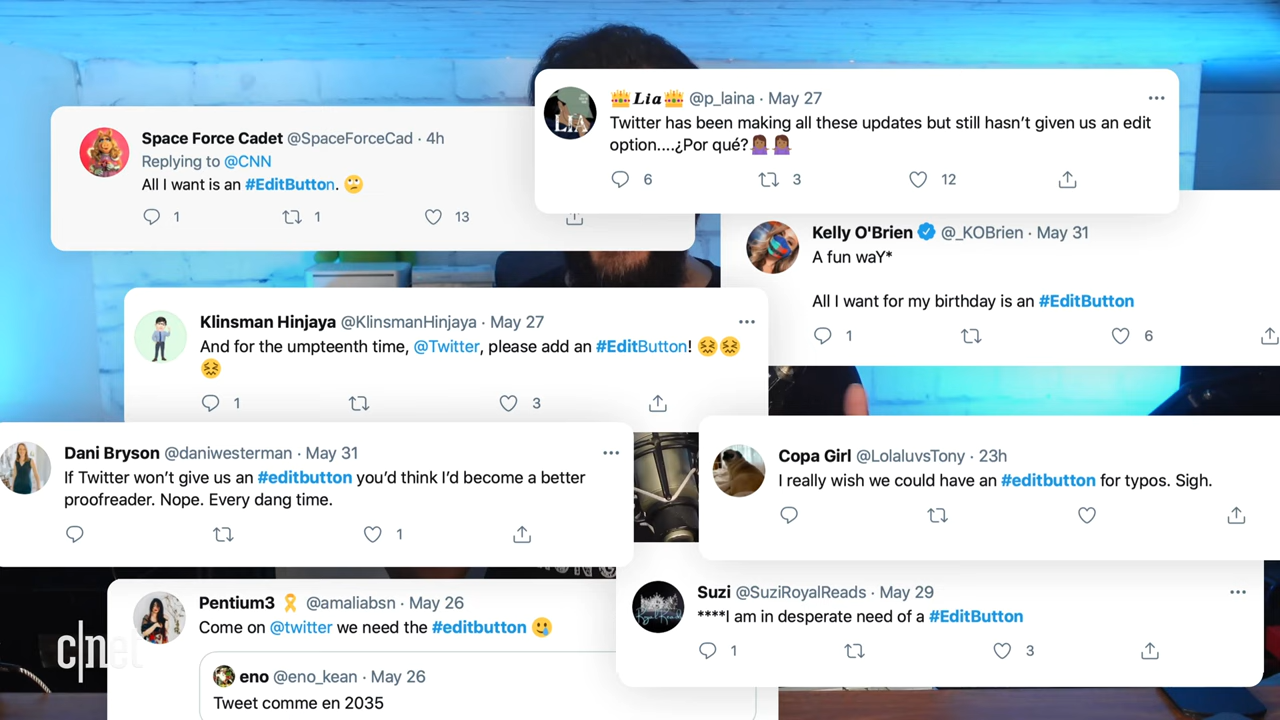 Space Force Cadet @SpaceForceCad · 4h
Replying to @CNN
All I want is an #EditButton. 🙄
1 1 13
👑Lia👑 @p_laina · May 27
Twitter has been making all these updates but still hasn't given us an edit
option....¿Por qué?🤷🏽‍♀️🤷🏽‍♀️
6 3 12
LIA
Kelly O'Brien @_KOBrien · May 31
A fun waY*
All I want for my birthday is an #EditButton
1 6
Klinsman Hinjaya @KlinsmanHinjaya · May 27
And for the umpteenth time, @Twitter, please add an #EditButton! 😖😖
😖
1 3
Dani Bryson @daniwesterman · May 31
If Twitter won't give us an #editbutton you'd think I'd become a better
proofreader. Nope. Every dang time.
1
Copa Girl @LolaluvsTony · 23h
I really wish we could have an #editbutton for typos. Sigh.
Pentium3 🎗 @amaliabsn · May 26
Come on @twitter we need the #editbutton 🥲
eno @eno_kean · May 26
Tweet comme en 2035
Suzi @SuziRoyalReads · May 29
****I am in desperate need of a #EditButton
1 3
Royal Reads
c|net